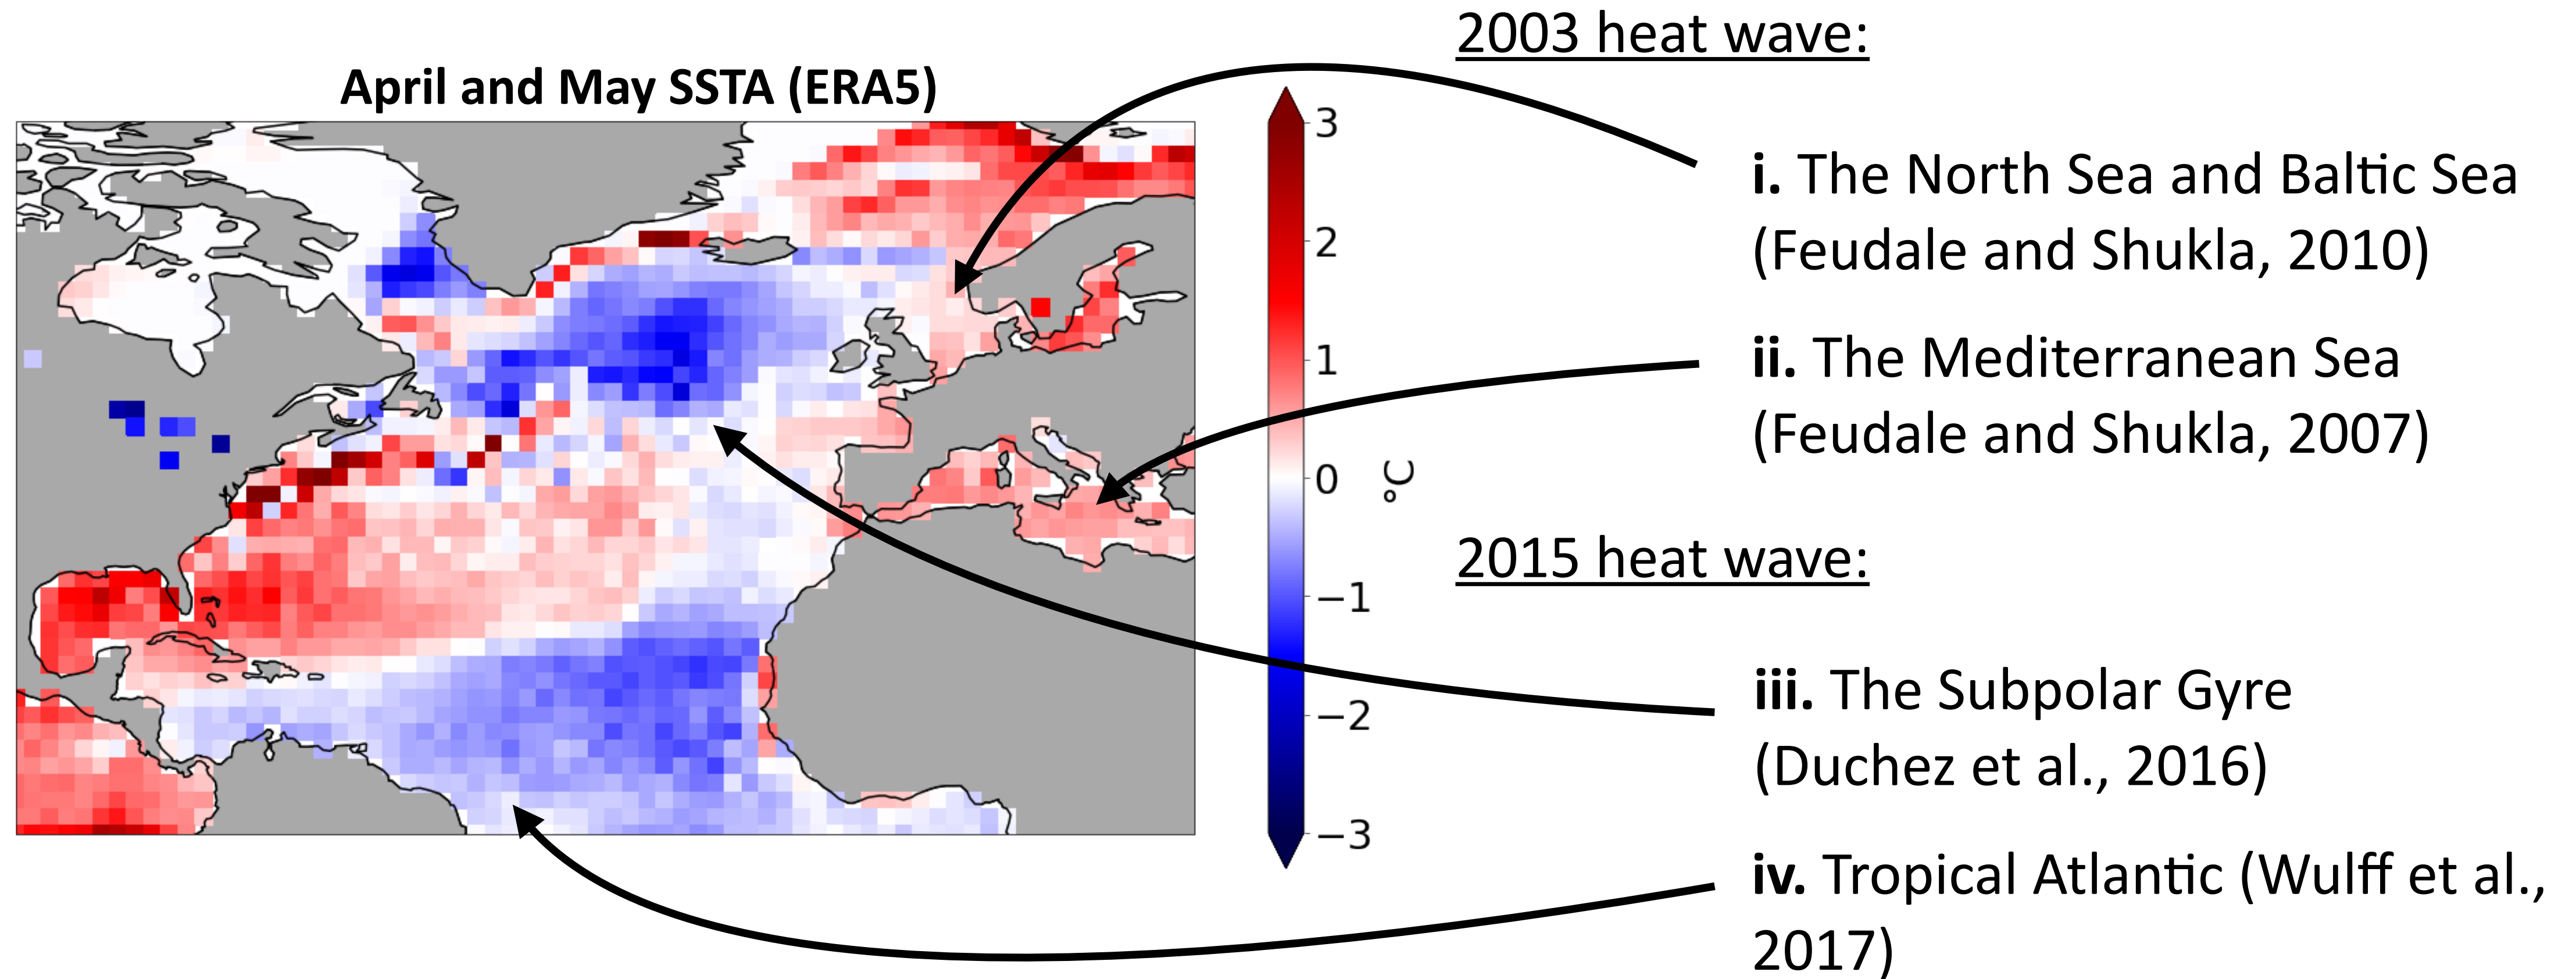 April and May SSTA (ERA5)
3
2
1
0
−1
−2
−3
°C
2003 heat wave:
i. The North Sea and Baltic Sea
(Feudale and Shukla, 2010)
ii. The Mediterranean Sea
(Feudale and Shukla, 2007)
2015 heat wave:
iii. The Subpolar Gyre
(Duchez et al., 2016)
iv. Tropical Atlantic (Wulff et al.,
2017)